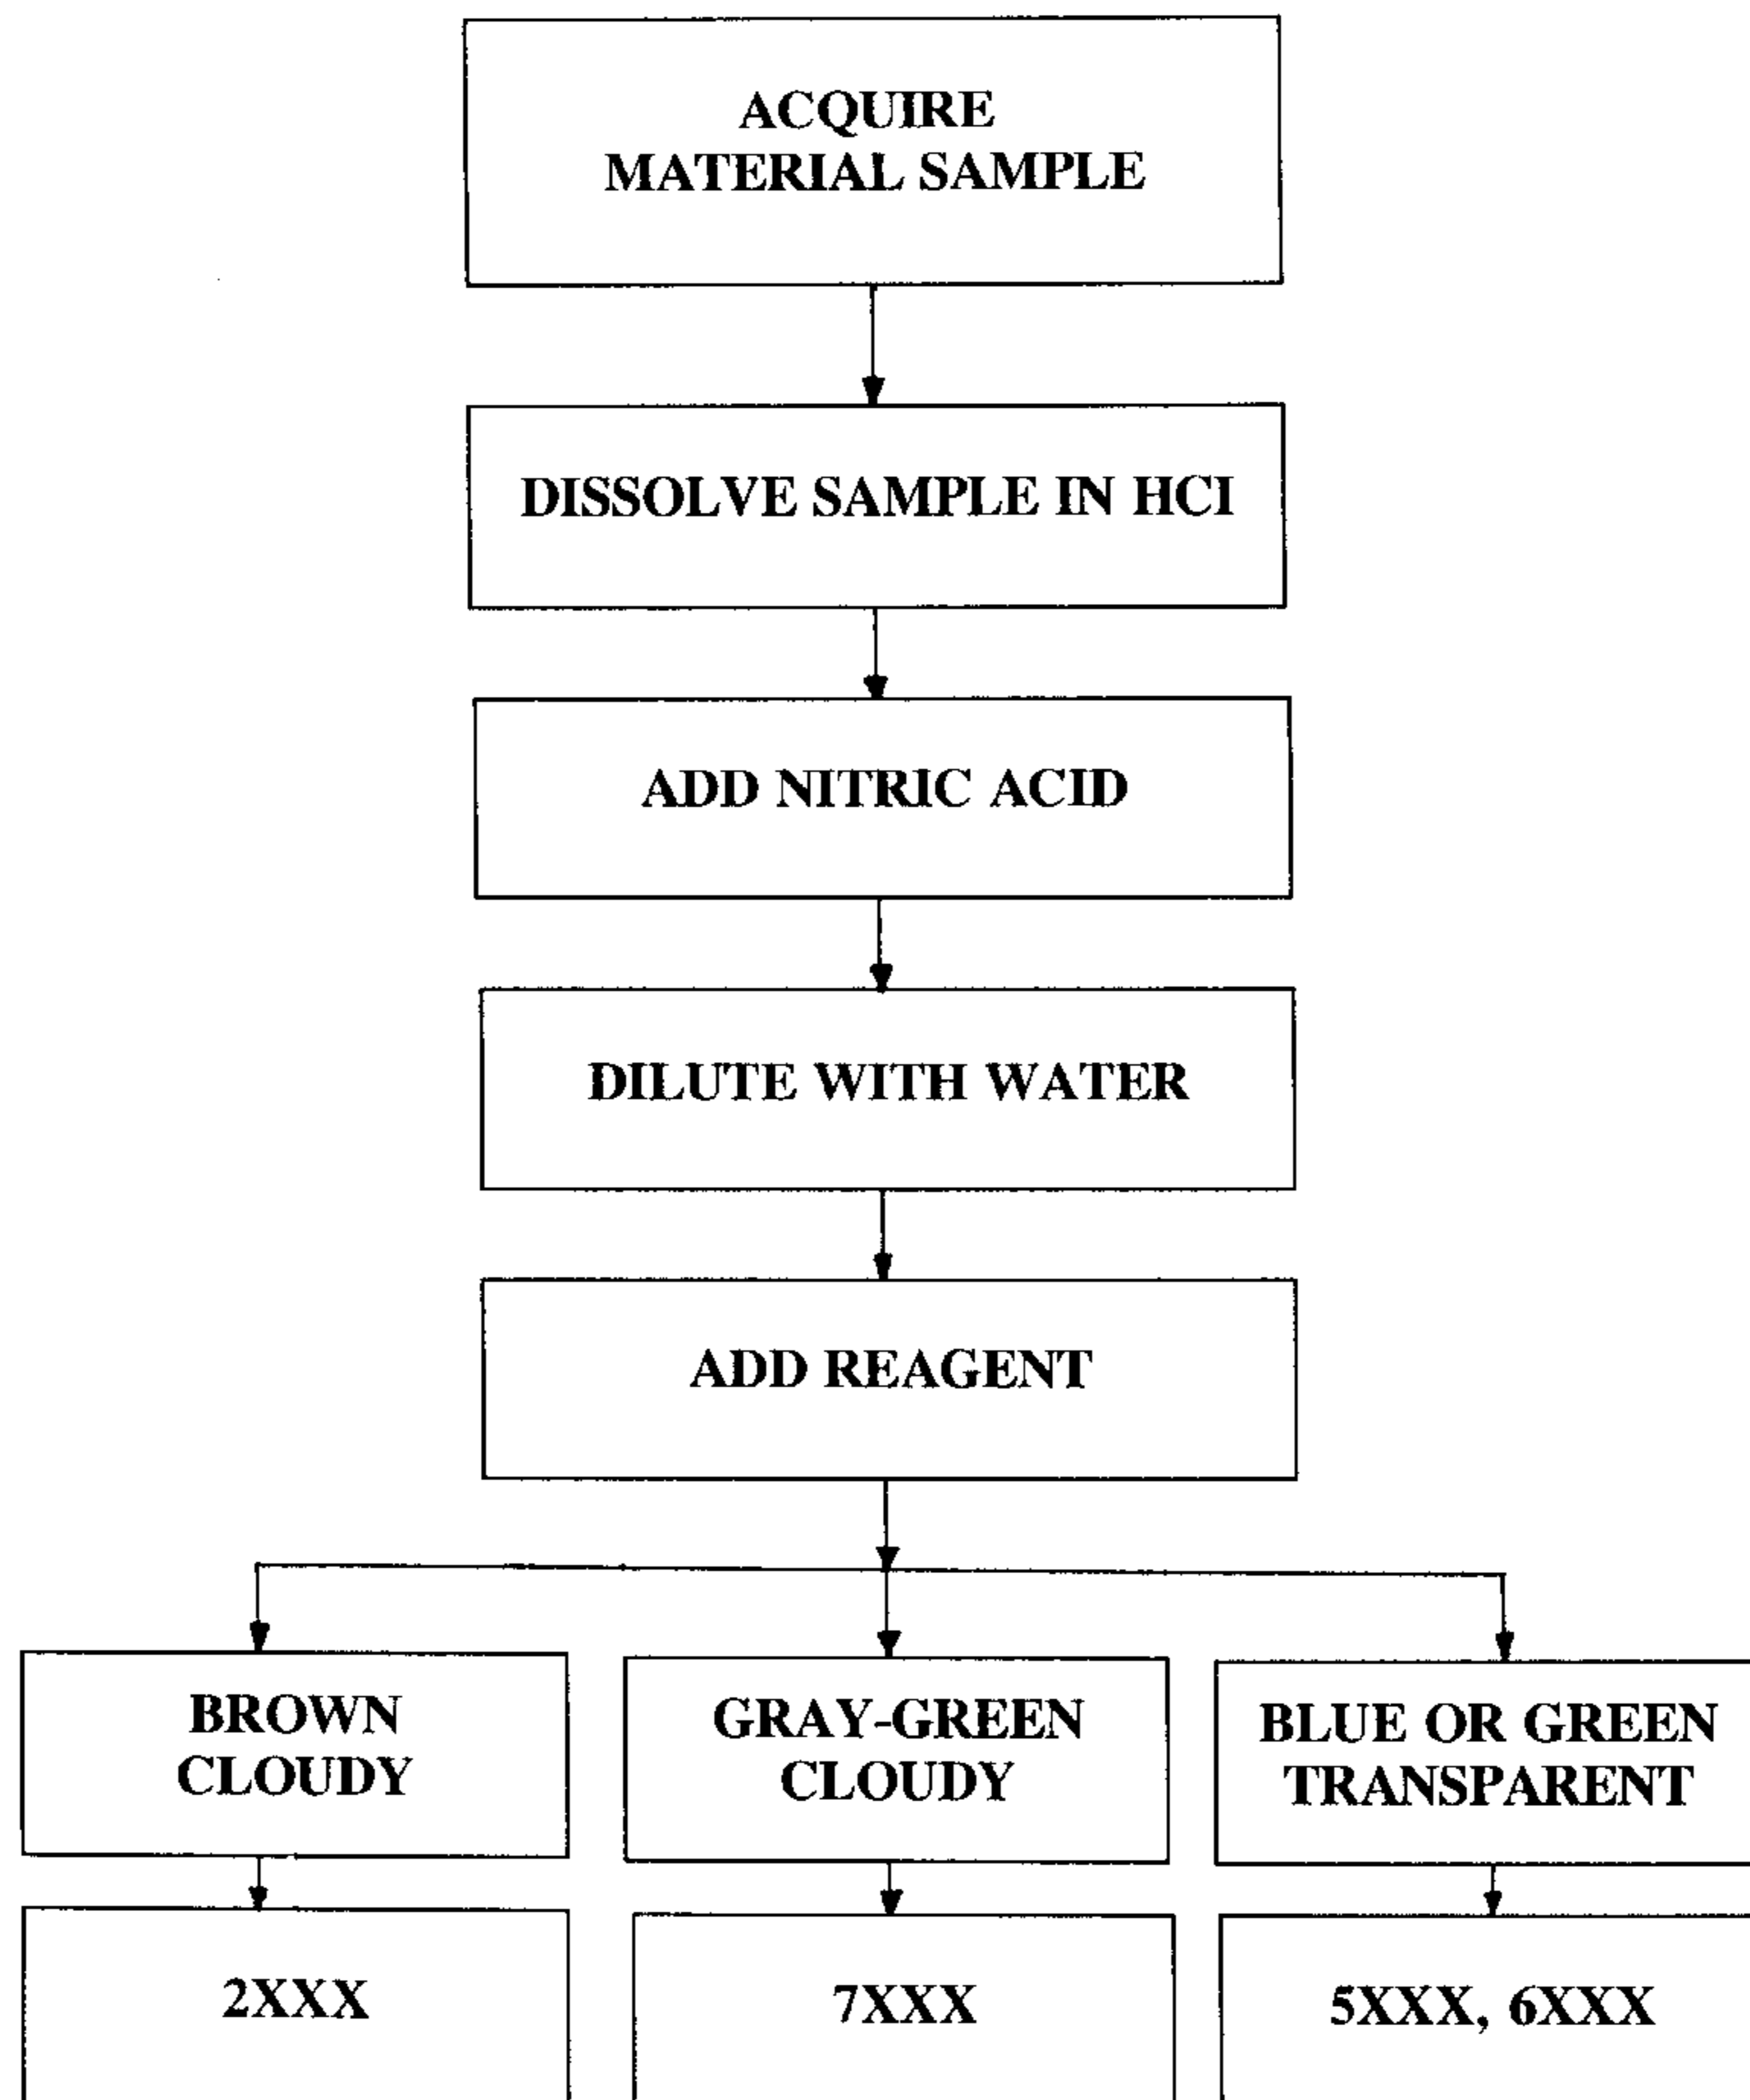 ACQUIRE
MATERIAL SAMPLE
DISSOLVE SAMPLE IN HCI
ADD NITRIC ACID
DILUTE WITH WATER
ADD REAGENT
BROWN
CLOUDY
GRAY-GREEN
CLOUDY
BLUE OR GREEN
TRANSPARENT
2XXX
7XXX
5XXX, 6XXX